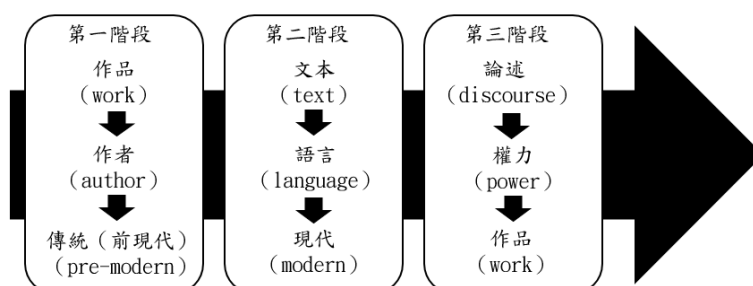 第一階段
作品
(work)
作者
(author)
傳統(前現代)
(pre-modern)
第二階段
文本
(text)
語言
(language)
現代
(modern)
第三階段
論述
(discourse)
權力
(power)
作品
(work)